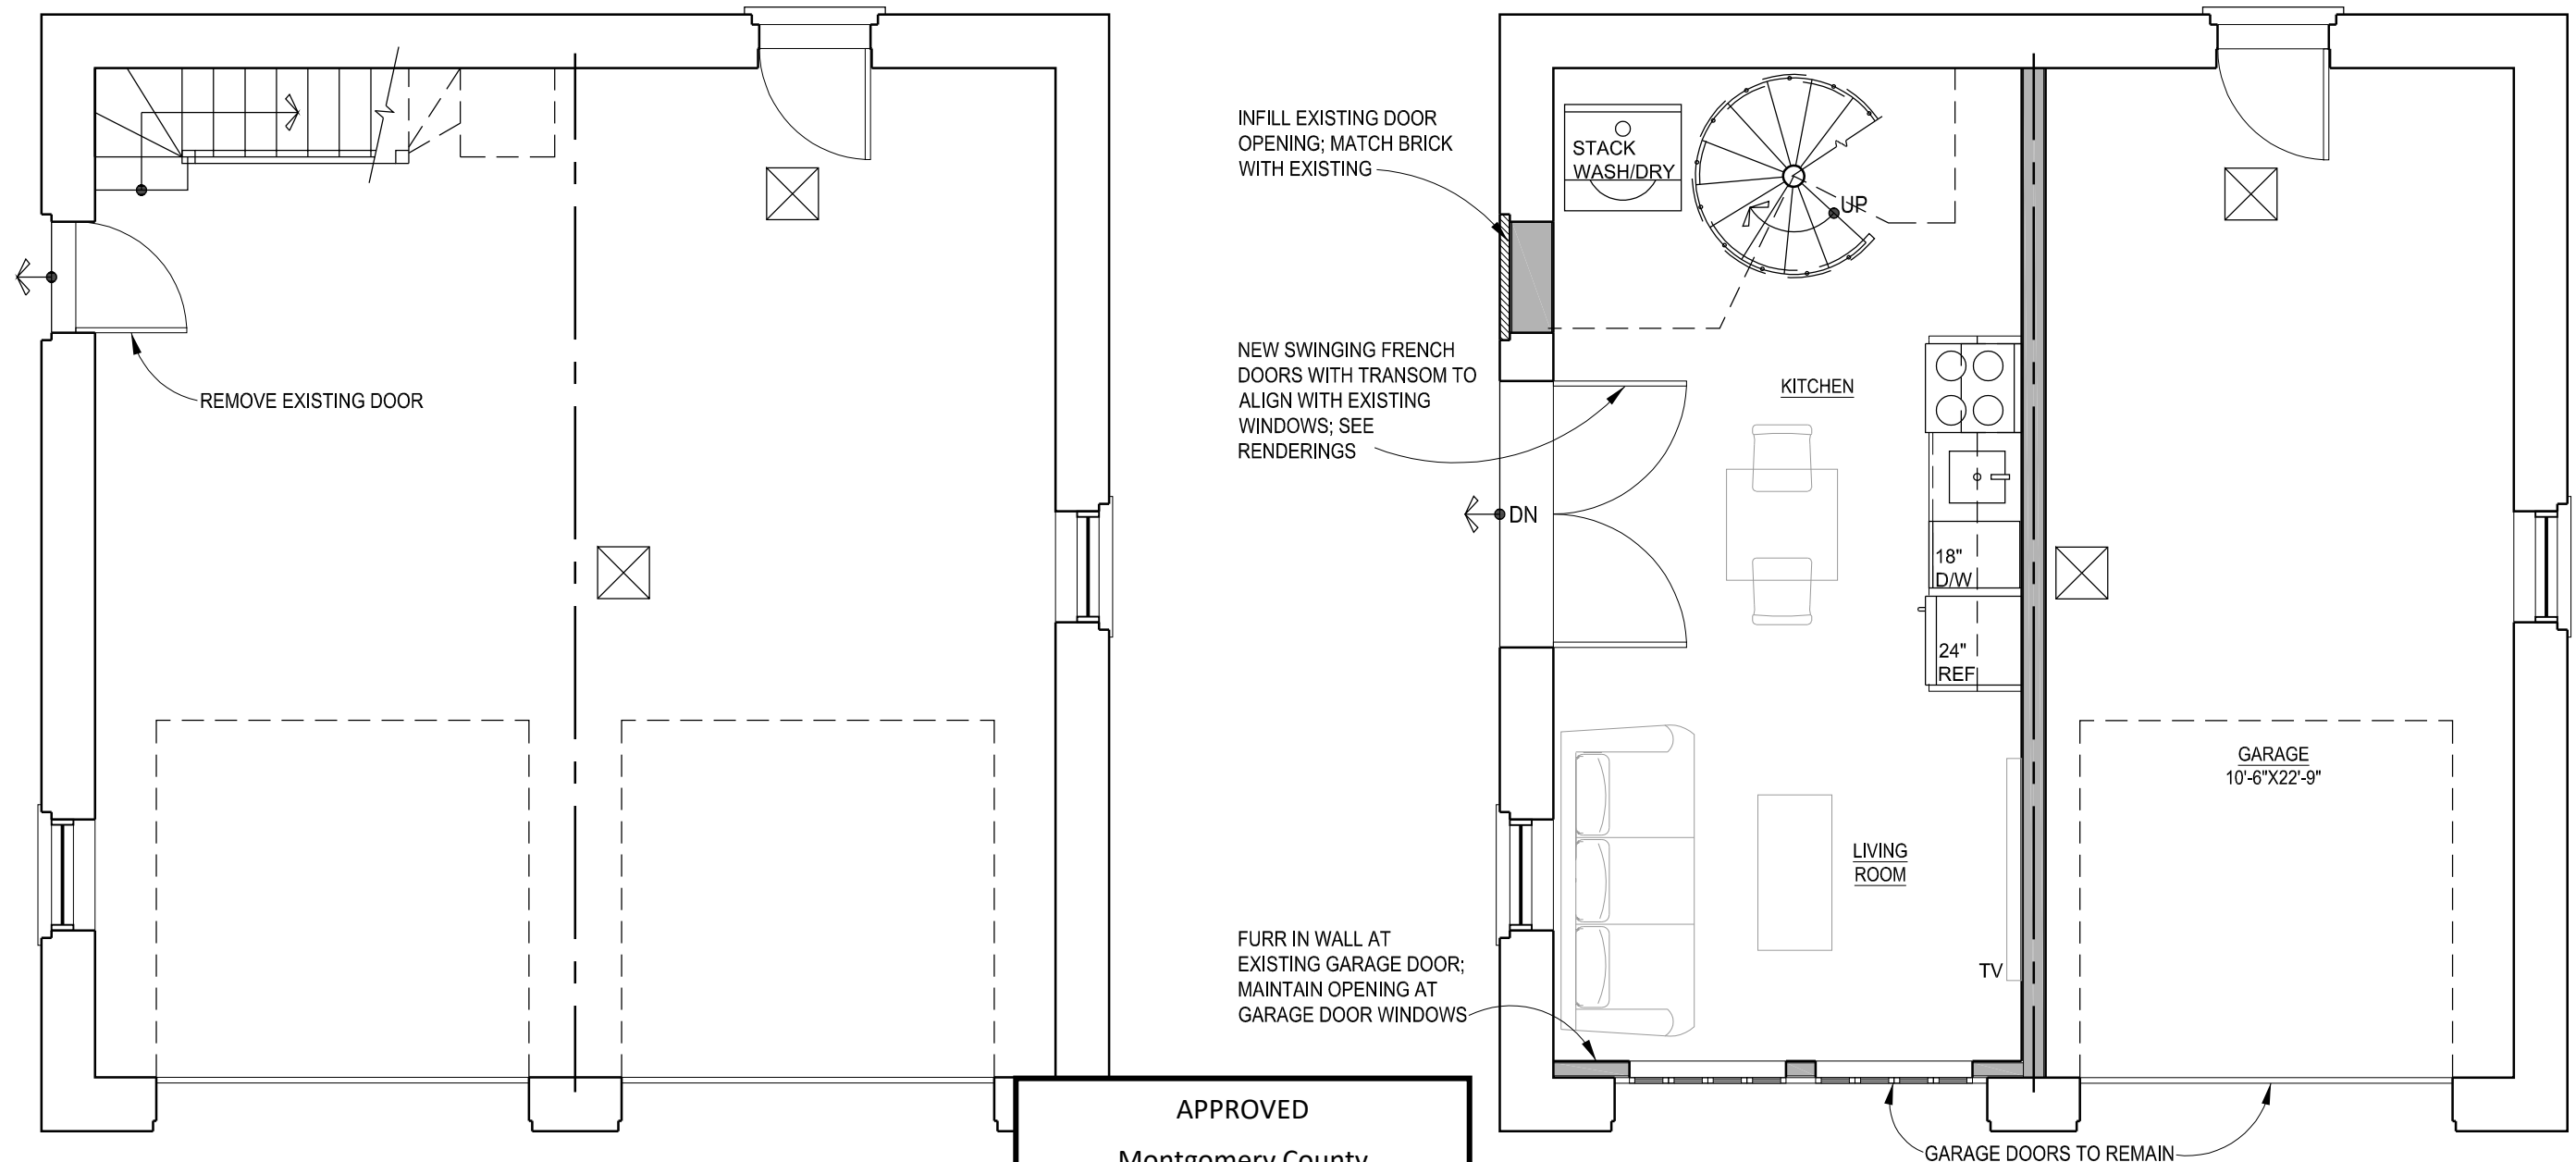 REMOVE EXISTING DOOR
INFILL EXISTING DOOR
OPENING; MATCH BRICK
WITH EXISTING
STACK
WASH/DRY
UP
NEW SWINGING FRENCH
DOORS WITH TRANSOM TO
ALIGN WITH EXISTING
WINDOWS; SEE
RENDERINGS
KITCHEN
DN
18"
D/W
24"
REF
GARAGE
10'-6"X22'-9"
LIVING
ROOM
FURR IN WALL AT
EXISTING GARAGE DOOR;
MAINTAIN OPENING AT
GARAGE DOOR WINDOWS
TV
APPROVED
Montgomery County
GARAGE DOORS TO REMAIN